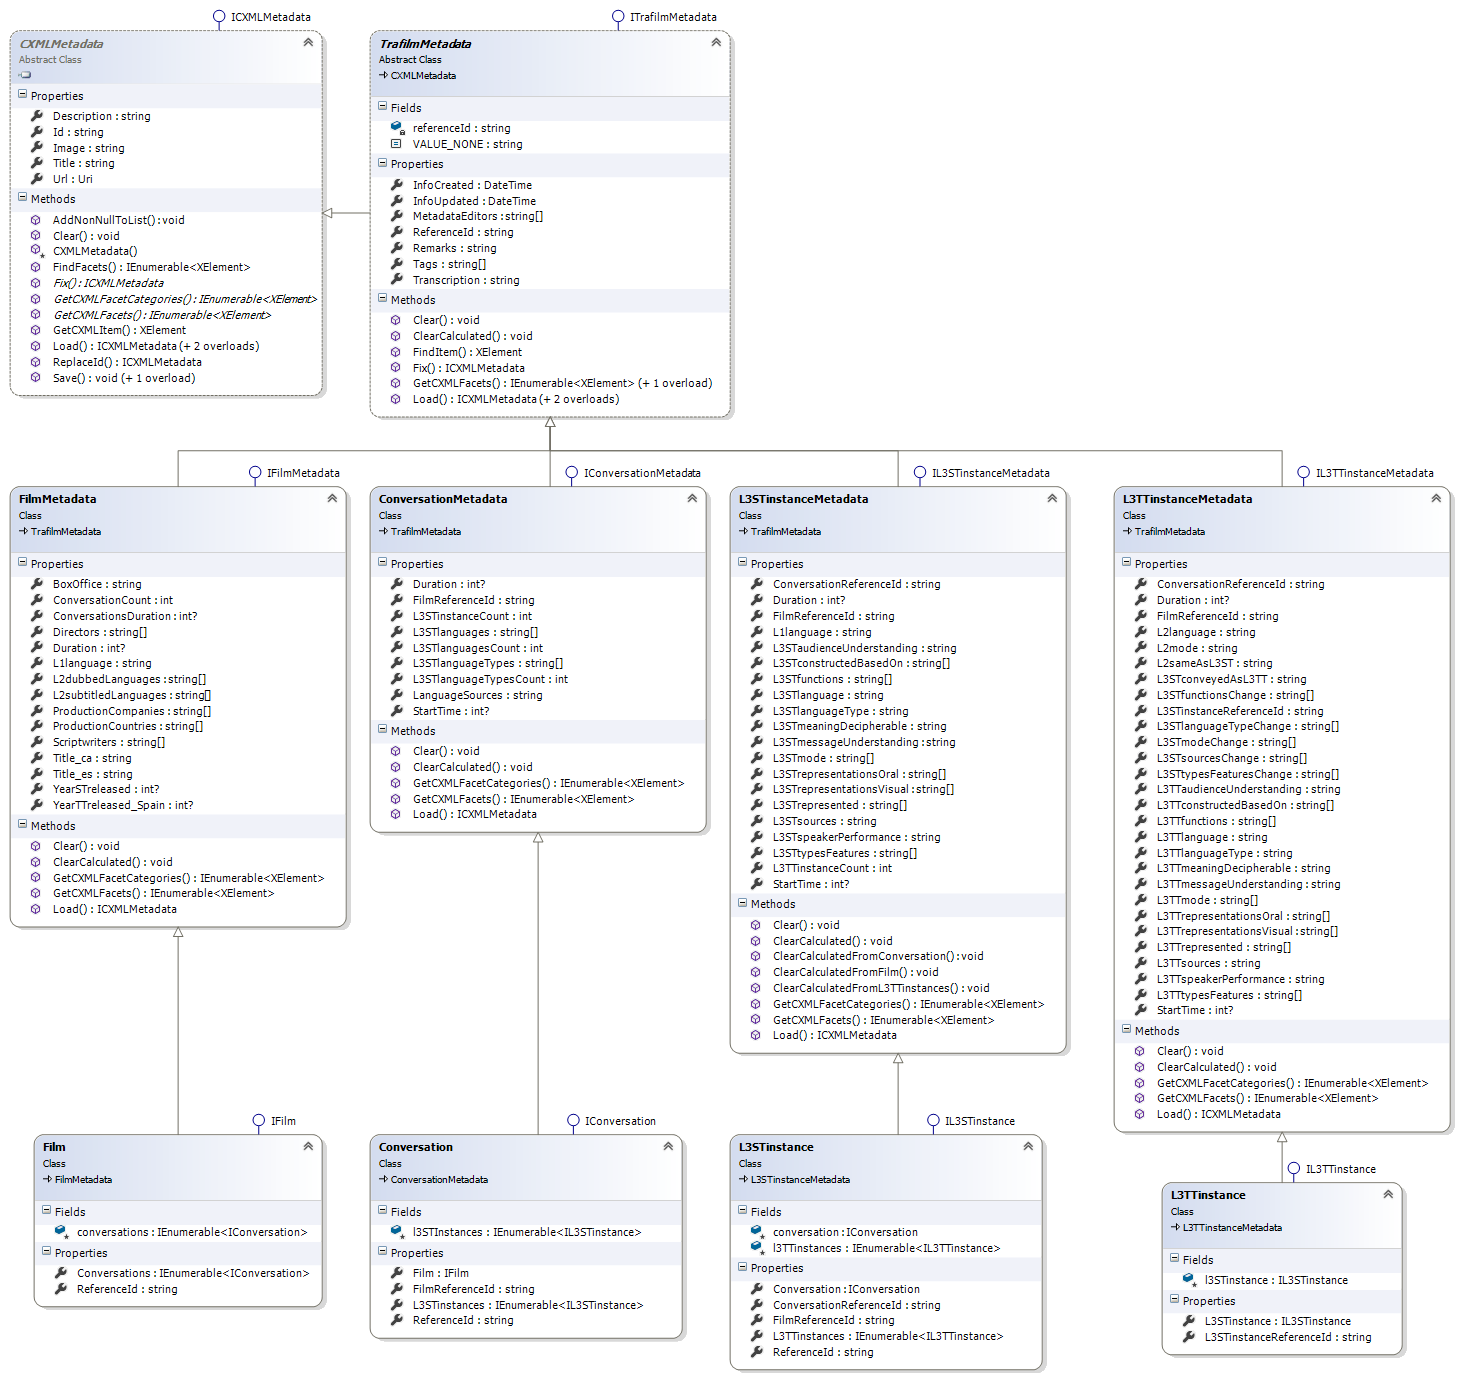 ICXMLMetadata
CXMLMetadata
Abstract Class
Properties
Description : string
Id : string
Image : string
Title : string
Url : Uri
Methods
AddNonNullToList() : void
Clear() : void
CXMLMetadata()
FindFacets() : IEnumerable<XElement>
Fix() : ICXMLMetadata
GetCXMLFacetCategories() : IEnumerable<XElement>
GetCXMLFacets() : IEnumerable<XElement>
GetCXMLItem() : XElement
Load() : ICXMLMetadata (+ 2 overloads)
ReplaceId() : ICXMLMetadata
Save() : void (+ 1 overload)
ITrafilmMetadata
TrafilmMetadata
Abstract Class
CXMLMetadata
Fields
referenceId : string
VALUE_NONE : string
Properties
InfoCreated : DateTime
InfoUpdated : DateTime
MetadataEditors : string[]
ReferenceId : string
Remarks : string
Tags : string[]
Transcription : string
Methods
Clear() : void
ClearCalculated() : void
FindItem() : XElement
Fix() : ICXMLMetadata
GetCXMLFacets() : IEnumerable<XElement> (+ 1 overload)
Load() : ICXMLMetadata (+ 2 overloads)
IFilmMetadata
FilmMetadata
Class
TrafilmMetadata
Properties
BoxOffice : string
ConversationCount : int
ConversationsDuration : int?
Directors : string[]
Duration : int?
L1language : string
L2dubbedLanguages : string[]
L2subtitledLanguages : string[]
ProductionCompanies : string[]
ProductionCountries : string[]
Scriptwriters : string[]
Title_ca : string
Title_es : string
YearSTreleased : int?
YearTTreleased_Spain : int?
Methods
Clear() : void
ClearCalculated() : void
GetCXMLFacetCategories() : IEnumerable<XElement>
GetCXMLFacets() : IEnumerable<XElement>
Load() : ICXMLMetadata
IConversationMetadata
ConversationMetadata
Class
TrafilmMetadata
Properties
Duration : int?
FilmReferenceId : string
L3STinstanceCount : int
L3STlanguages : string[]
L3STlanguagesCount : int
L3STlanguageTypes : string[]
L3STlanguageTypesCount : int
LanguageSources : string
StartTime : int?
Methods
Clear() : void
ClearCalculated() : void
GetCXMLFacetCategories() : IEnumerable<XElement>
GetCXMLFacets() : IEnumerable<XElement>
Load() : ICXMLMetadata
IL3STinstanceMetadata
L3STinstanceMetadata
Class
TrafilmMetadata
Properties
ConversationReferenceId : string
Duration : int?
FilmReferenceId : string
L1language : string
L3STaudienceUnderstanding : string
L3STconstructedBasedOn : string[]
L3STfunctions : string[]
L3STlanguage : string
L3STlanguageType : string
L3STmeaningDecipherable : string
L3STmessageUnderstanding : string
L3STmode : string[]
L3STrepresentationsOral : string[]
L3STrepresentationsVisual : string[]
L3STrepresented : string[]
L3STsources : string
L3STspeakerPerformance : string
L3STtypesFeatures : string[]
L3TTinstanceCount : int
StartTime : int?
Methods
Clear() : void
ClearCalculated() : void
ClearCalculatedFromConversation() : void
ClearCalculatedFromFilm() : void
ClearCalculatedFromL3TTinstances() : void
GetCXMLFacetCategories() : IEnumerable<XElement>
GetCXMLFacets() : IEnumerable<XElement>
Load() : ICXMLMetadata
IL3TTinstanceMetadata
L3TTinstanceMetadata
Class
TrafilmMetadata
Properties
ConversationReferenceId : string
Duration : int?
FilmReferenceId : string
L2language : string
L2mode : string
L2sameAsL3ST : string
L3STconveyedAsL3TT : string
L3STfunctionsChange : string[]
L3STinstanceReferenceId : string
L3STlanguageTypeChange : string[]
L3STmodeChange : string[]
L3STsourcesChange : string[]
L3STtypesFeaturesChange : string[]
L3TTaudienceUnderstanding : string
L3TTconstructedBasedOn : string[]
L3TTfunctions : string[]
L3TTlanguage : string
L3TTlanguageType : string
L3TTmeaningDecipherable : string
L3TTmessageUnderstanding : string
L3TTmode : string[]
L3TTrepresentationsOral : string[]
L3TTrepresentationsVisual : string[]
L3TTrepresented : string[]
L3TTsources : string
L3TTspeakerPerformance : string
L3TTtypesFeatures : string[]
StartTime : int?
Methods
Clear() : void
ClearCalculated() : void
GetCXMLFacetCategories() : IEnumerable<XElement>
GetCXMLFacets() : IEnumerable<XElement>
Load() : ICXMLMetadata
IFilm
Film
Class
FilmMetadata
Fields
conversations : IEnumerable<IConversation>
Properties
Conversations : IEnumerable<IConversation>
ReferenceId : string
IConversation
Conversation
Class
ConversationMetadata
Fields
l3STInstances : IEnumerable<IL3STinstance>
Properties
Film : IFilm
FilmReferenceId : string
L3STinstances : IEnumerable<IL3STinstance>
ReferenceId : string
IL3STinstance
L3STinstance
Class
L3STinstanceMetadata
Fields
conversation : IConversation
l3TTinstances : IEnumerable<IL3TTinstance>
Properties
Conversation : IConversation
ConversationReferenceId : string
FilmReferenceId : string
L3TTinstances : IEnumerable<IL3TTinstance>
ReferenceId : string
IL3TTinstance
L3TTinstance
Class
L3TTinstanceMetadata
Fields
l3STinstance : IL3STinstance
Properties
L3STinstance : IL3STinstance
L3STinstanceReferenceId : string